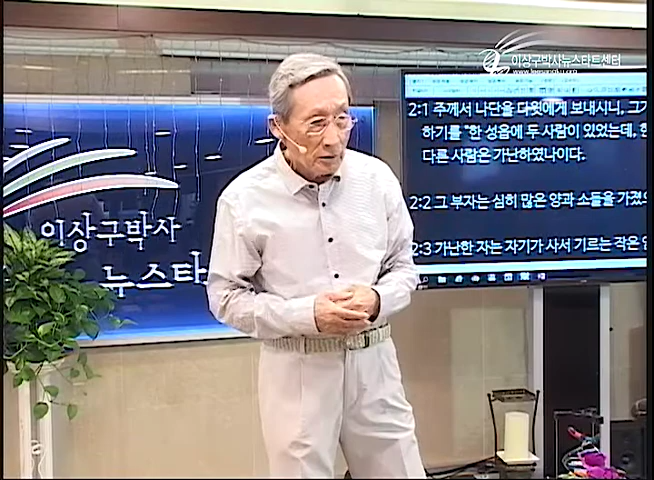 이상구박사뉴스타트센터
www.leesangku.org
2:1 주께서 나단을 다윗에게 보내시니, 그가
하기를 "한 성읍에 두 사람이 있었는데, 한
다른 사람은 가난하였나이다.
2:2 그 부자는 심히 많은 양과 소들을 가졌으
2:3 가난한 자는 자기가 사서 기르는 작은 암
이상구박사
뉴스타